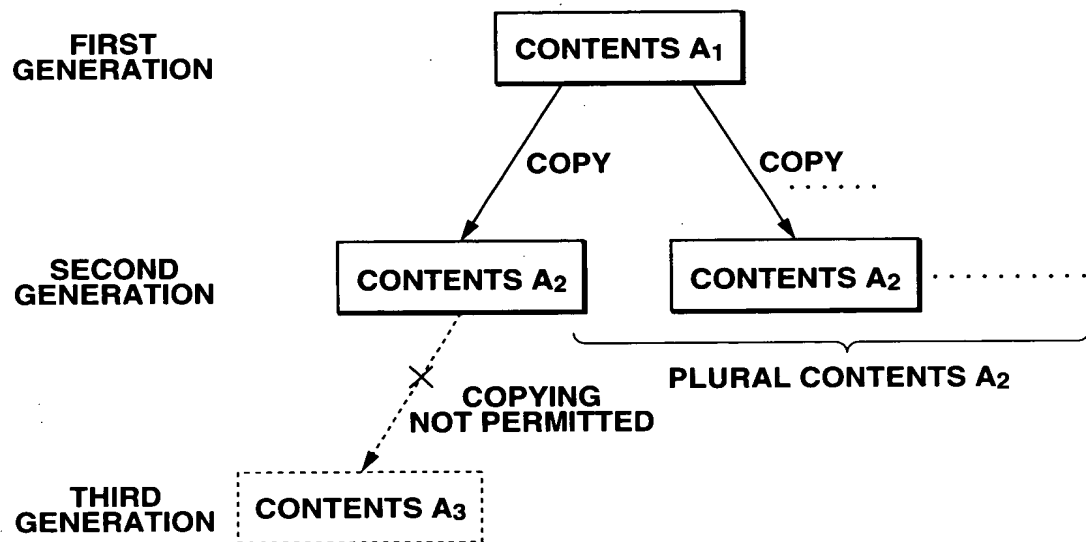 FIRST
GENERATION
CONTENTS A1
COPY
COPY
SECOND
GENERATION
CONTENTS A2
CONTENTS A2
PLURAL CONTENTS A2
COPYING
NOT PERMITTED
THIRD
GENERATION
CONTENTS A3